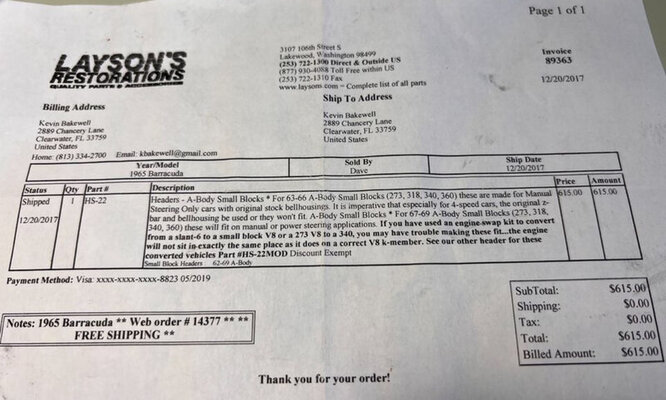 Page 1 of 1
LAYSON'S
RESTORATIONS
QUALITY PARTS & ACCESSORIES
3107 106th Street S
Lakewood, Washington 98499
(253) 722-1300 Direct & Outside US
(877) 930-4088 Toll Free within US
(253) 722-1310 Fax
www.laysons.com ~ Complete list of all parts
Invoice
89363
12/20/2017
Billing Address
Kevin Bakewell
2889 Chancery Lane
Clearwater, FL 33759
United States
Home: (813) 334-2700 Email: kbakewell@gmail.com
Ship To Address
Kevin Bakewell
2889 Chancery Lane
Clearwater, FL 33759
United States
Year/Model Sold By Ship Date
1965 Barracuda Dave 12/20/2017
Status Qty Part # Description Price Amount
Shipped 1 HS-22 Headers - A-Body Small Blocks * For 63-66 A-Body Small Blocks (273, 318, 340, 360) these are made for Manual 615.00 615.00
12/20/2017 Steering Only cars with original stock bellhousings. It is imperative that especially for 4-speed cars, the original z-
bar and bellhousing be used or they won't fit. A-Body Small Blocks * For 67-69 A-Body Small Blocks (273, 318,
340, 360) these will fit on manual or power steering applications. If you have used an engine-swap kit to convert
from a slant-6 to a small block V8 or a 273 V8 to a 340, you may have trouble making these fit...the engine
will not sit in exactly the same place as it does on a correct V8 k-member. See our other header for these
converted vehicles Part #HS-22MOD Discount Exempt
Small Block Headers 62-69 A-Body
Payment Method: Visa: xxxx-xxxx-xxxx-8823 05/2019
Notes: 1965 Barracuda ** Web order # 14377 ** **
FREE SHIPPING **
SubTotal: $615.00
Shipping: $0.00
Tax: $0.00
Total: $615.00
Billed Amount: $615.00
Thank you for your order!